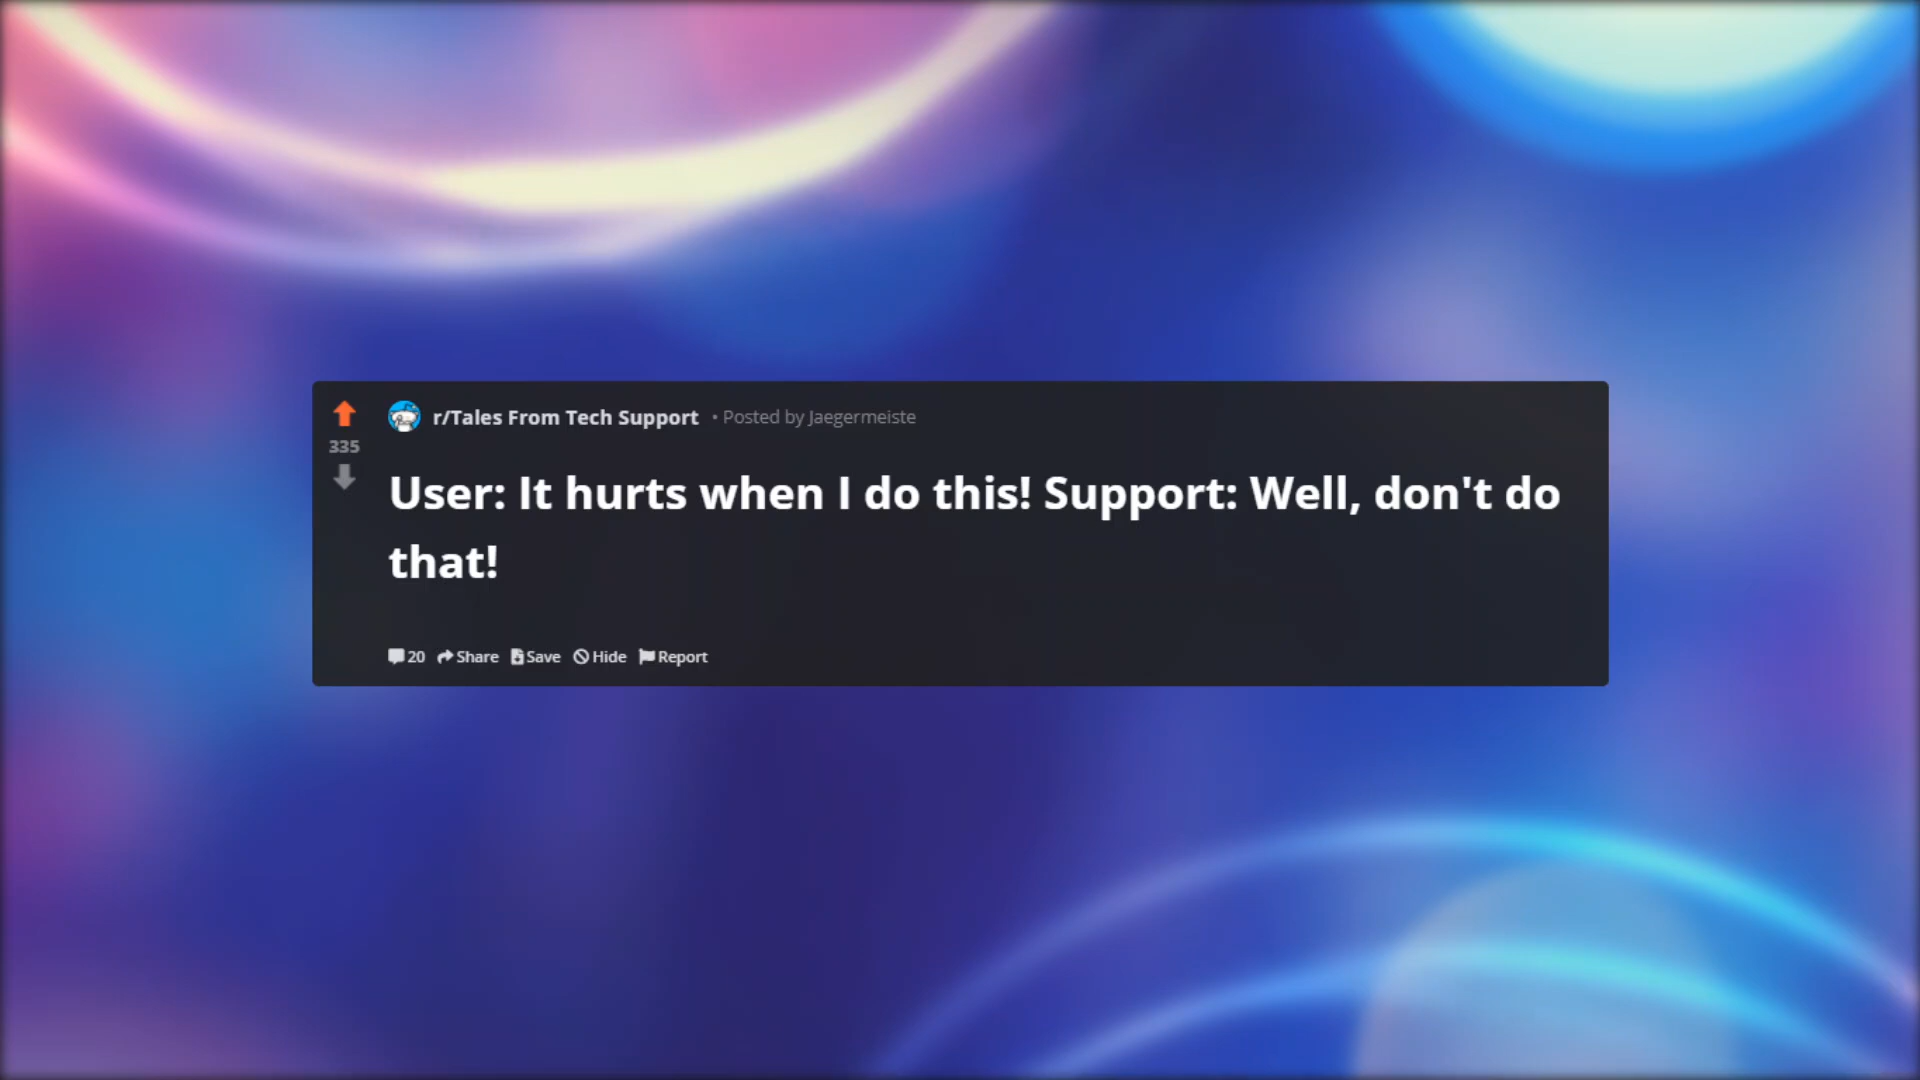 r/Tales From Tech Support • Posted by Jaegermeiste
335
User: It hurts when I do this! Support: Well, don't do
that!
20 Share Save Hide Report